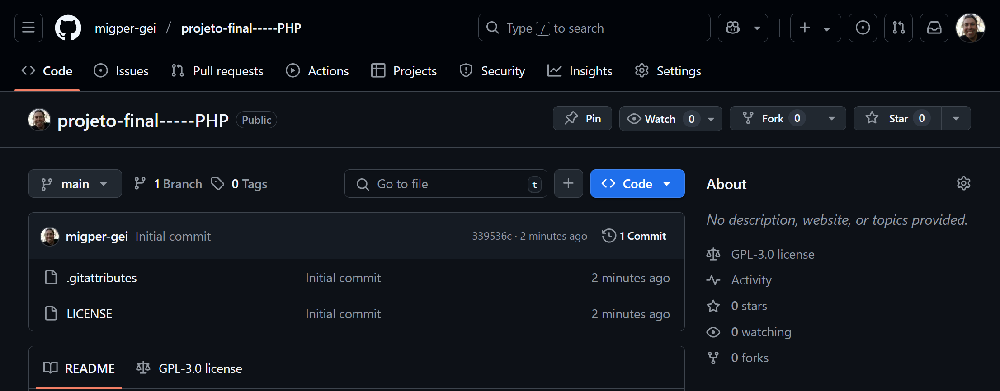 migper-gei / projeto-final-----PHP
Type / to search
Code Issues Pull requests Actions Projects Security Insights Settings
projeto-final-----PHP Public
Pin Watch 0 Fork 0 Star 0
main 1 Branch 0 Tags
Go to file t
Code
About
No description, website, or topics provided.
migper-gei Initial commit 339536c · 2 minutes ago 1 Commit
.gitattributes Initial commit 2 minutes ago
LICENSE Initial commit 2 minutes ago
GPL-3.0 license
Activity
0 stars
0 watching
0 forks
README GPL-3.0 license